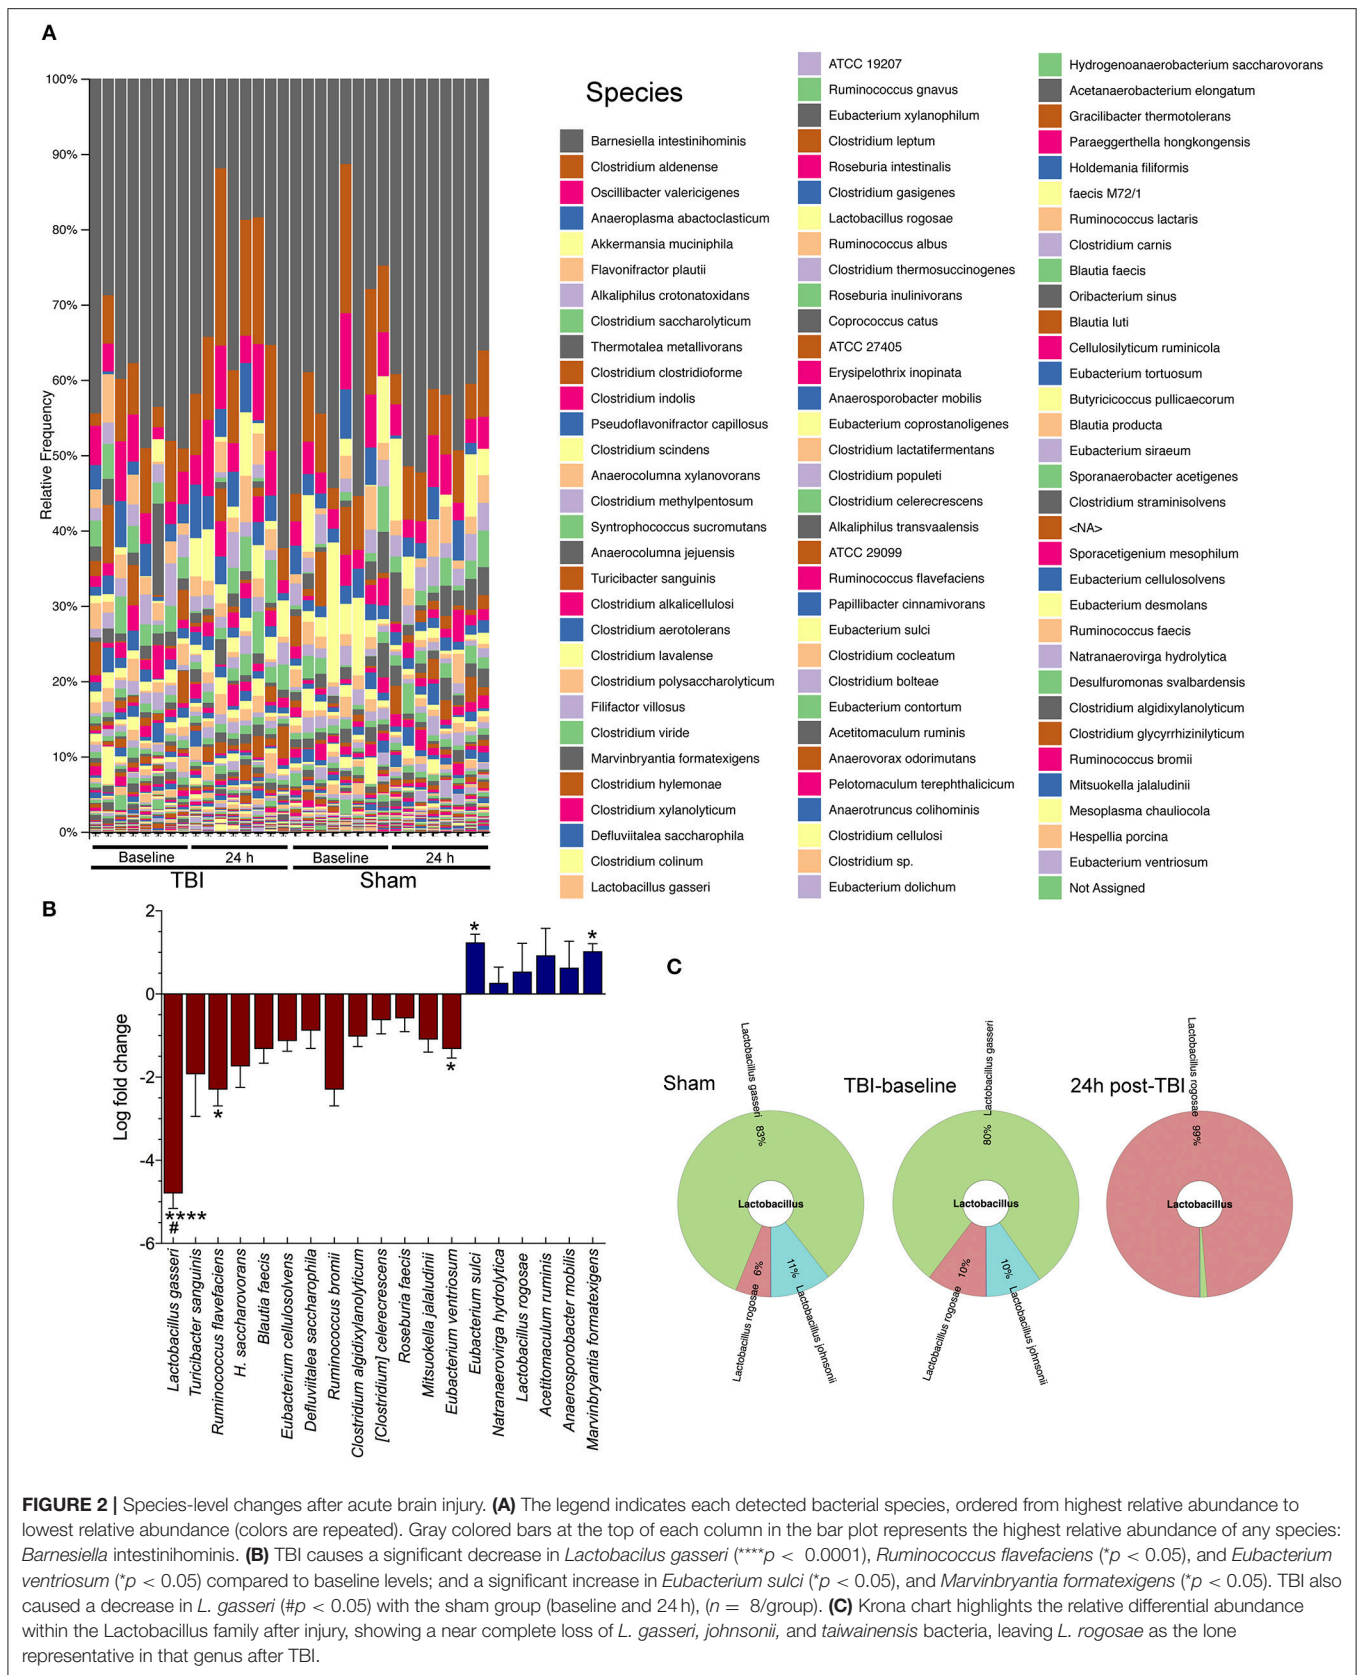 A
100%
90%
80%
70%
60%
50%
40%
30%
20%
10%
0%
Relative Frequency
Baseline
24 h
Baseline
24 h
TBI
Sham
Species
Barnesiella intestinihominis
Clostridium aldenense
Oscillibacter valericigenes
Anaeroplasma abactoclasticum
Akkermansia muciniphila
Flavonifractor plautii
Alkaliphilus crotonatoxidans
Clostridium saccharolyticum
Thermotalea metallivorans
Clostridium clostridioforme
Clostridium indolis
Pseudoflavonifractor capillosus
Clostridium scindens
Anaerocolumna xylanovorans
Clostridium methylpentosum
Syntrophococcus sucromutans
Anaerocolumna jejuensis
Turicibacter sanguinis
Clostridium alkalicellulosi
Clostridium aerotolerans
Clostridium lavalense
Clostridium polysaccharolyticum
Filifactor villosus
Clostridium viride
Marvinbryantia formatexigens
Clostridium hylemonae
Clostridium xylanolyticum
Defluviitalea saccharophila
Clostridium colinum
Lactobacillus gasseri
ATCC 19207
Ruminococcus gnavus
Eubacterium xylanophilum
Clostridium leptum
Roseburia intestinalis
Clostridium gasigenes
Lactobacillus rogosae
Ruminococcus albus
Clostridium thermosuccinogenes
Roseburia inulinivorans
Coprococcus catus
ATCC 27405
Erysipelothrix inopinata
Anaerosporobacter mobilis
Eubacterium coprostanoligenes
Clostridium lactatifermentans
Clostridium populeti
Clostridium celerecrescens
Alkaliphilus transvaalensis
ATCC 29099
Ruminococcus flavefaciens
Papillibacter cinnamivorans
Eubacterium sulci
Clostridium cocleatum
Clostridium bolteae
Eubacterium contortum
Acetitomaculum ruminis
Anaerovorax odorimutans
Pelotomaculum terephthalicicum
Anaerotruncus colihominis
Clostridium cellulosi
Clostridium sp.
Eubacterium dolichum
Hydrogenoanaerobacterium saccharovorans
Acetanaerobacterium elongatum
Gracilibacter thermotolerans
Paraeggerthella hongkongensis
Holdemania filiformis
faecis M72/1
Ruminococcus lactaris
Clostridium carnis
Blautia faecis
Oribacterium sinus
Blautia luti
Cellulosilyticum ruminicola
Eubacterium tortuosum
Butyricicoccus pullicaecorum
Blautia producta
Eubacterium siraeum
Sporanaerobacter acetigenes
Clostridium straminisolvens
<NA>
Sporacetigenium mesophilum
Eubacterium cellulosolvens
Eubacterium desmolans
Ruminococcus faecis
Natranaerovirga hydrolytica
Desulfuromonas svalbardensis
Clostridium algidixylanolyticum
Clostridium glycyrrhizinilyticum
Ruminococcus bromii
Mitsuokella jalaludinii
Mesoplasma chauliocola
Hespellia porcina
Eubacterium ventriosum
Not Assigned
B
2
0
-2
-4
-6
Log fold change
****
#
*
*
*
*
Lactobacillus gasseri
Turicibacter sanguinis
Ruminococcus flavefaciens
H. saccharovorans
Blautia faecis
Eubacterium cellulosolvens
Defluviitalea saccharophila
Ruminococcus bromii
Clostridium algidixylanolyticum
[Clostridium] celerecrescens
Roseburia faecis
Mitsuokella jalaludinii
Eubacterium ventriosum
Eubacterium sulci
Natranaerovirga hydrolytica
Lactobacillus rogosae
Acetitomaculum ruminis
Anaerosporobacter mobilis
Marvinbryantia formatexigens
C
Sham
Lactobacillus gasseri 83%
Lactobacillus
6%
Lactobacillus rogosae
11%
Lactobacillus johnsonii
TBI-baseline
Lactobacillus gasseri
80%
Lactobacillus
10%
Lactobacillus rogosae
10%
Lactobacillus johnsonii
24h post-TBI
Lactobacillus rogosae 99%
Lactobacillus
FIGURE 2 | Species-level changes after acute brain injury. (A) The legend indicates each detected bacterial species, ordered from highest relative abundance to
lowest relative abundance (colors are repeated). Gray colored bars at the top of each column in the bar plot represents the highest relative abundance of any species:
Barnesiella intestinihominis. (B) TBI causes a significant decrease in Lactobacilus gasseri (****p < 0.0001), Ruminococcus flavefaciens (*p < 0.05), and Eubacterium
ventriosum (*p < 0.05) compared to baseline levels; and a significant increase in Eubacterium sulci (*p < 0.05), and Marvinbryantia formatexigens (*p < 0.05). TBI also
caused a decrease in L. gasseri (#p < 0.05) with the sham group (baseline and 24 h), (n = 8/group). (C) Krona chart highlights the relative differential abundance
within the Lactobacillus family after injury, showing a near complete loss of L. gasseri, johnsonii, and taiwainensis bacteria, leaving L. rogosae as the lone
representative in that genus after TBI.